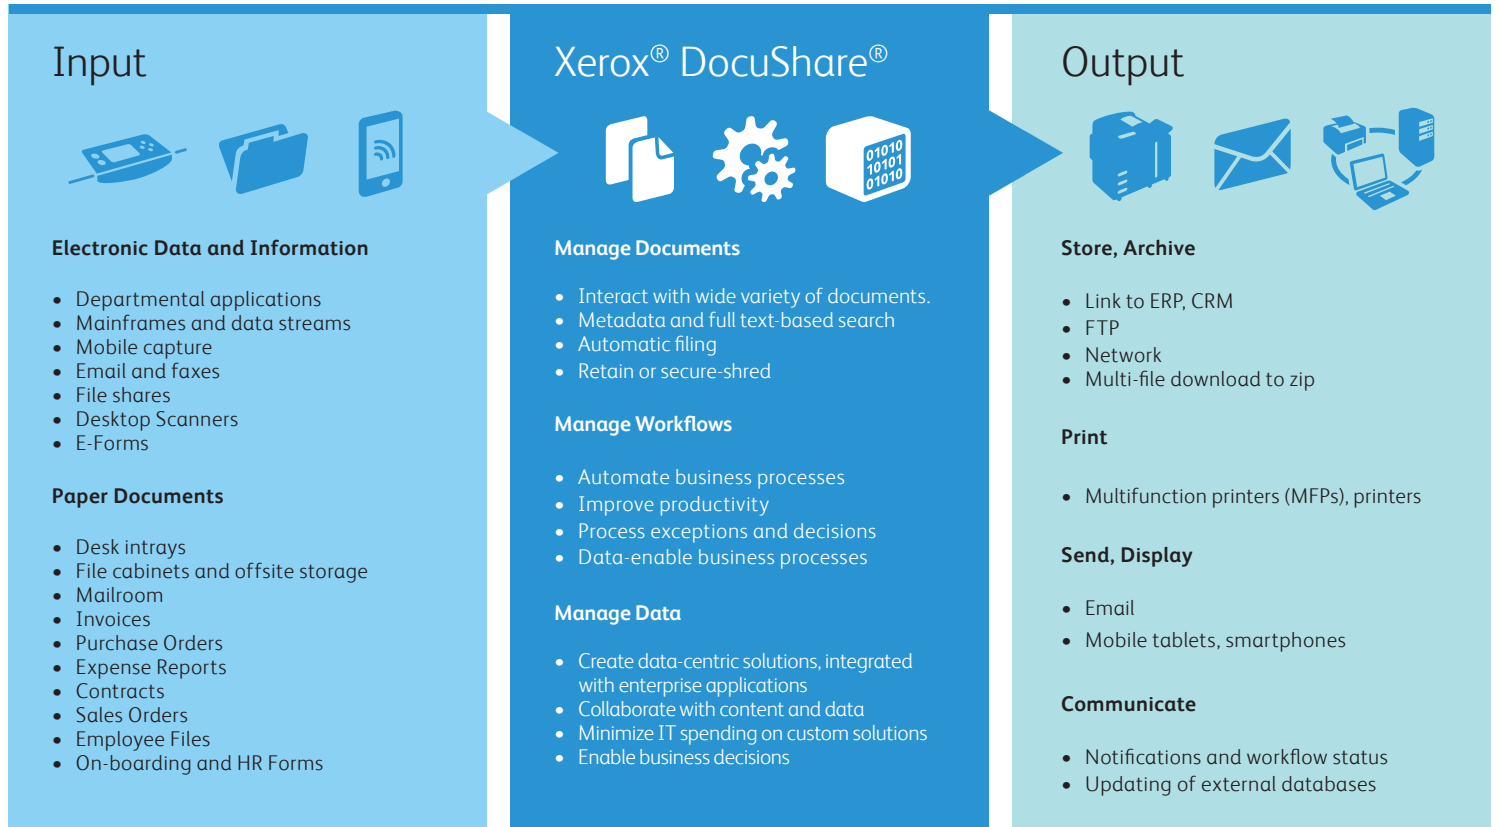 Input
Electronic Data and Information
• Departmental applications
• Mainframes and data streams
• Mobile capture
• Email and faxes
• File shares
• Desktop Scanners
• E-Forms
Paper Documents
• Desk intrays
• File cabinets and offsite storage
• Mailroom
• Invoices
• Purchase Orders
• Expense Reports
• Contracts
• Sales Orders
• Employee Files
• On-boarding and HR Forms
Xerox® DocuShare®
01010
10101
01010
Manage Documents
• Interact with wide variety of documents.
• Metadata and full text-based search
• Automatic filing
• Retain or secure-shred
Manage Workflows
• Automate business processes
• Improve productivity
• Process exceptions and decisions
• Data-enable business processes
Manage Data
• Create data-centric solutions, integrated
with enterprise applications
• Collaborate with content and data
• Minimize IT spending on custom solutions
• Enable business decisions
Output
Store, Archive
• Link to ERP, CRM
• FTP
• Network
• Multi-file download to zip
Print
• Multifunction printers (MFPs), printers
Send, Display
• Email
• Mobile tablets, smartphones
Communicate
• Notifications and workflow status
• Updating of external databases